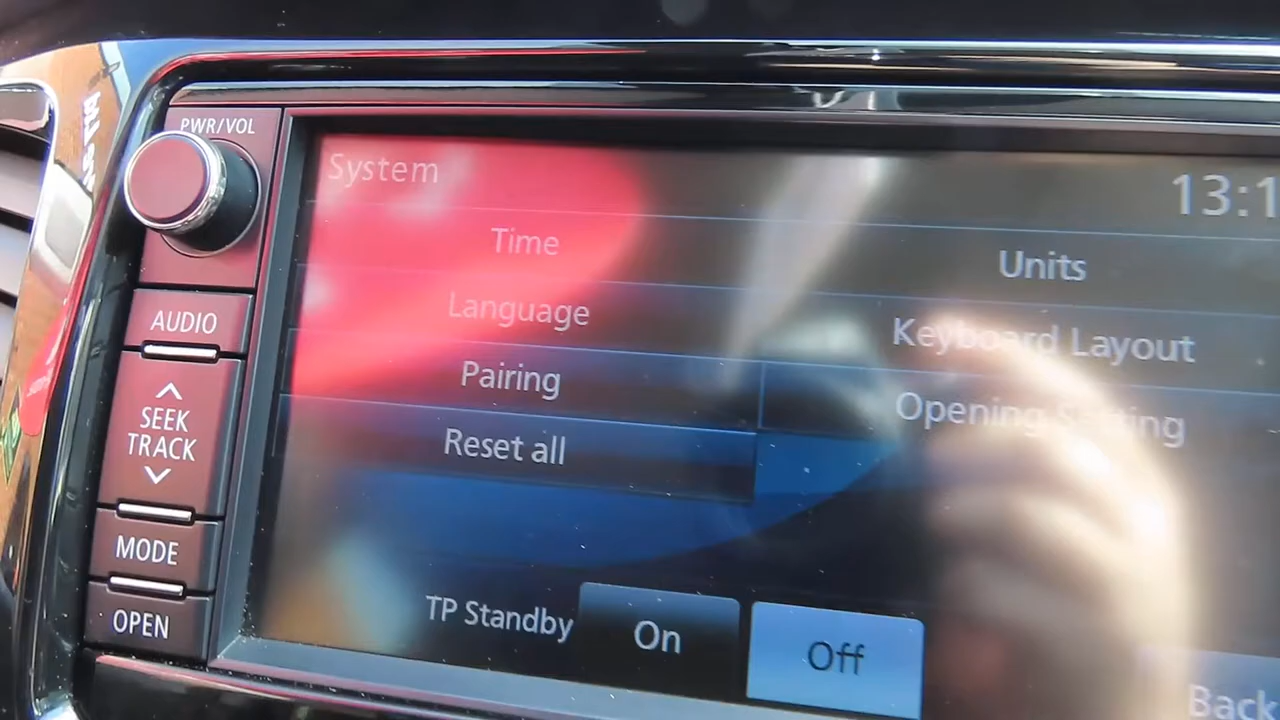 PWR/VOL
System
13:1
Time
Units
Language
Keyboard Layout
Pairing
Opening Setting
Reset all
TP Standby
On
Off
Back
AUDIO
SEEK
TRACK
MODE
OPEN